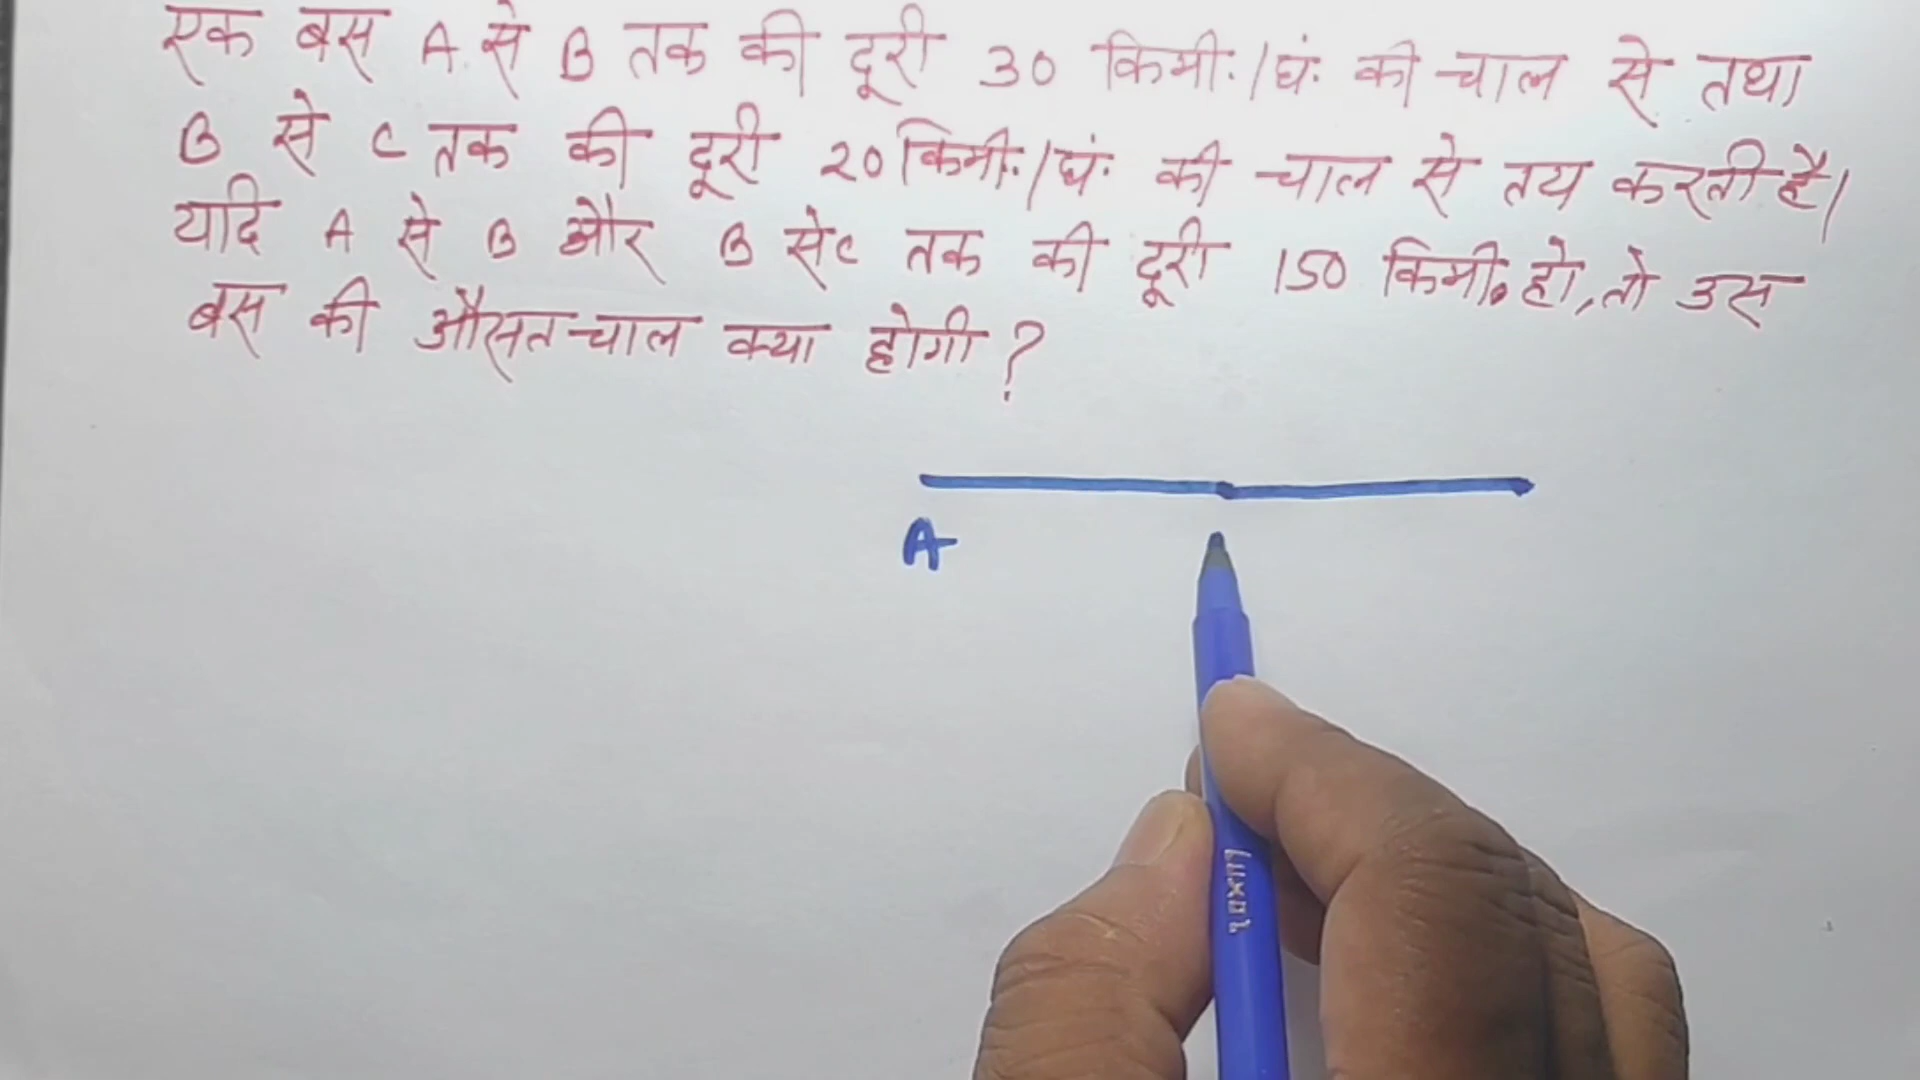 एक बस A से B तक की दूरी 30 किमी./घं. की चाल से तथा
B से C तक की दूरी 20 किमी./घं. की चाल से तय करती है।
यदि A से B और B से C तक की दूरी 150 किमी. हो, तो उस
बस की औसत चाल क्या होगी ?
A
Luxor